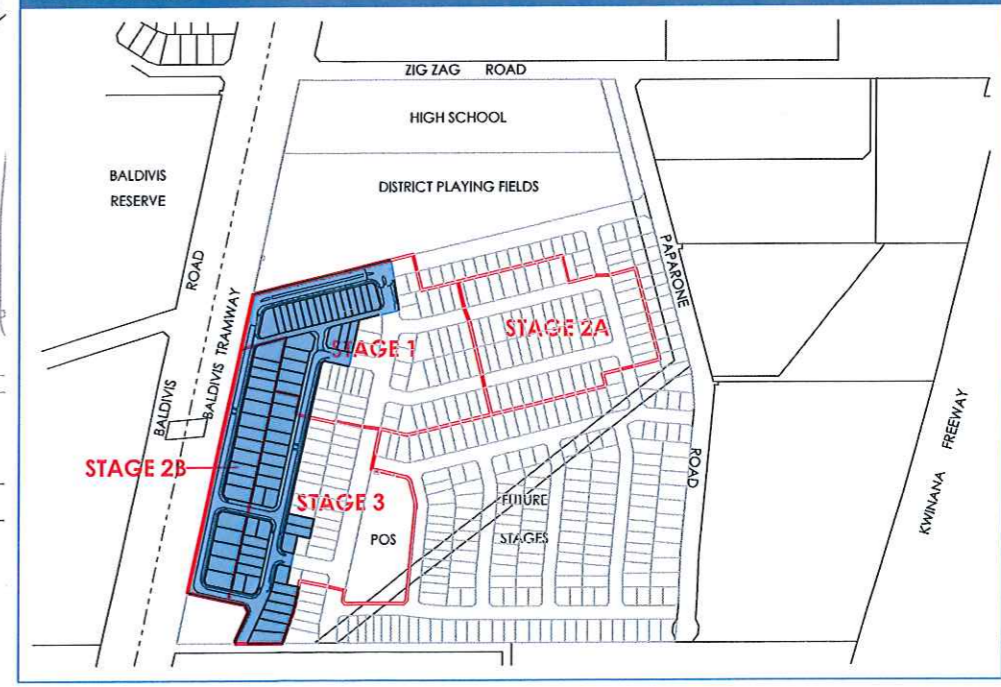 ZIG ZAG ROAD
HIGH SCHOOL
BALDIVIS
RESERVE
DISTRICT PLAYING FIELDS
ROAD
PAPARONE
BALDIVIS TRAMWAY
STAGE 1
STAGE 2A
BALDIVIS
KWINANA FREEWAY
STAGE 2B
ROAD
STAGE 3
FUTURE
STAGES
POS